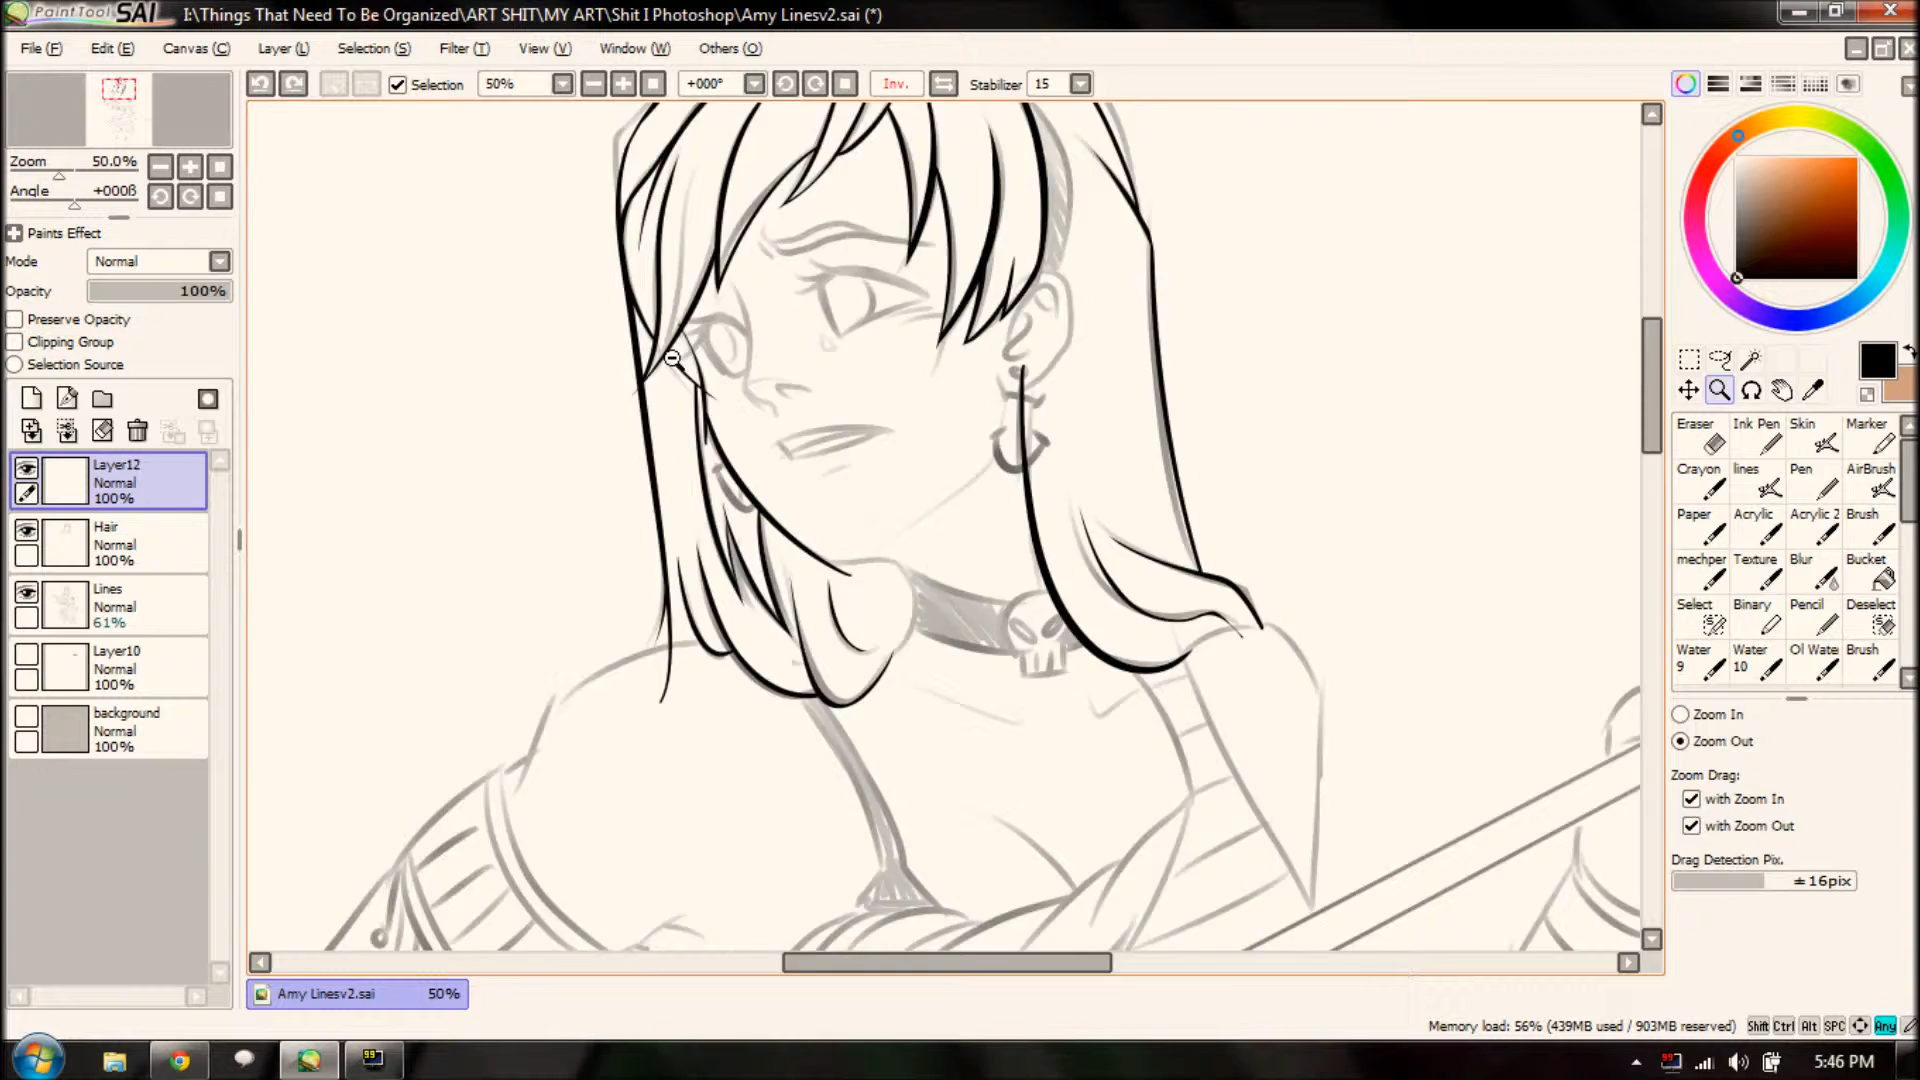 PaintTool SAI I:\Things That Need To Be Organized\ART SHIT\MY ART\Shit I Photoshop\Amy Linesv2.sai (*)
File (F) Edit (E) Canvas (C) Layer (L) Selection (S) Filter (T) View (V) Window (W) Others (O)
Selection 50% +000° Inv. Stabilizer 15
Zoom 50.0%
Angle +000ß
Paints Effect
Mode Normal
Opacity 100%
Preserve Opacity
Clipping Group
Selection Source
Layer12
Normal
100%
Hair
Normal
100%
Lines
Normal
61%
Layer10
Normal
100%
background
Normal
100%
Eraser Ink Pen Skin Marker
Crayon lines Pen AirBrush
Paper Acrylic Acrylic 2 Brush
mechper Texture Blur Bucket
Select Binary Pencil Deselect
Water 9 Water 10 Ol Wate Brush
Zoom In
Zoom Out
Zoom Drag:
with Zoom In
with Zoom Out
Drag Detection Pix.
±16pix
Amy Linesv2.sai 50%
Memory load: 56% (439MB used / 903MB reserved) Shift Ctrl Alt SPC Any
99 99 5:46 PM